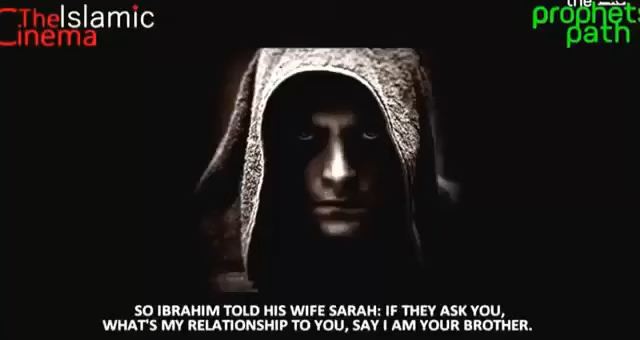 TheIslamic
Cinema
the
prophets
path
SO IBRAHIM TOLD HIS WIFE SARAH: IF THEY ASK YOU,
WHAT'S MY RELATIONSHIP TO YOU, SAY I AM YOUR BROTHER.